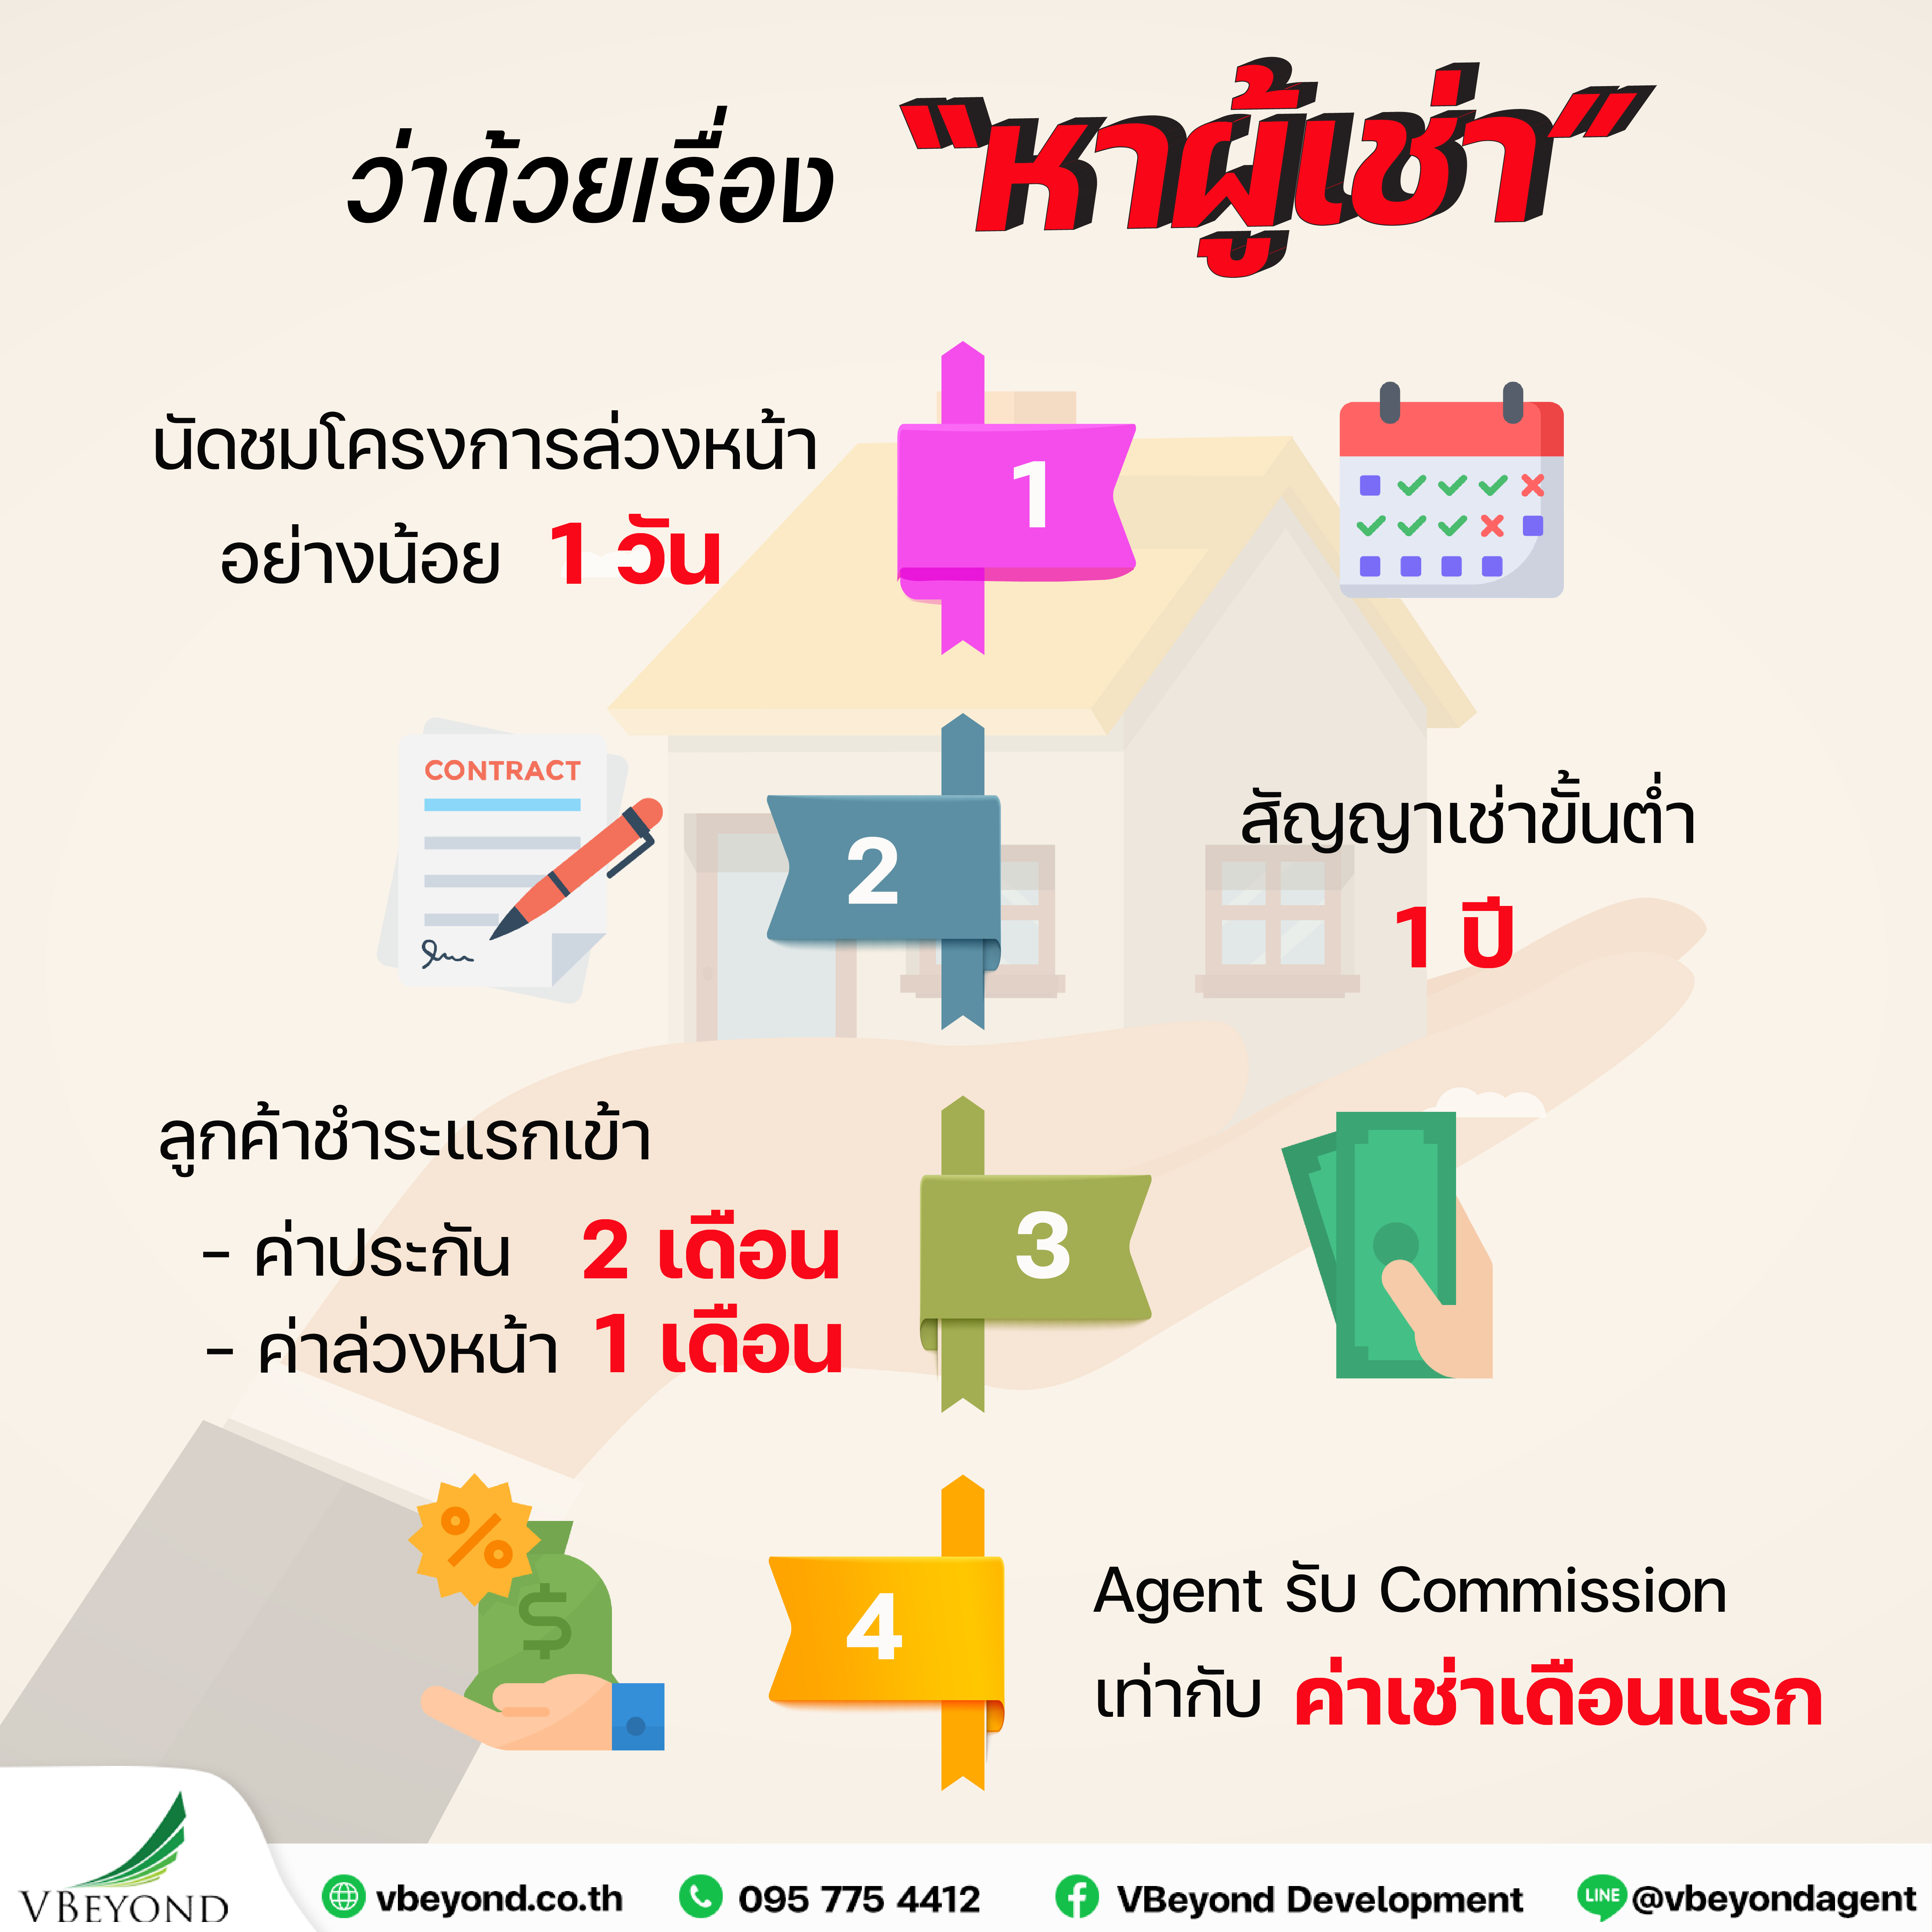 ว่าด้วยเรื่อง "หาผู้เช่า"
นัดชมโครงการล่วงหน้า
อย่างน้อย 1 วัน
1
CONTRACT
2
สัญญาเช่าขั้นต่ำ
1 ปี
ลูกค้าชำระแรกเข้า
- ค่าประกัน 2 เดือน
- ค่าล่วงหน้า 1 เดือน
3
%
$
4
Agent รับ Commission
เท่ากับ ค่าเช่าเดือนแรก
VBEYOND
vbeyond.co.th
095 775 4412
VBeyond Development
LINE @vbeyondagent